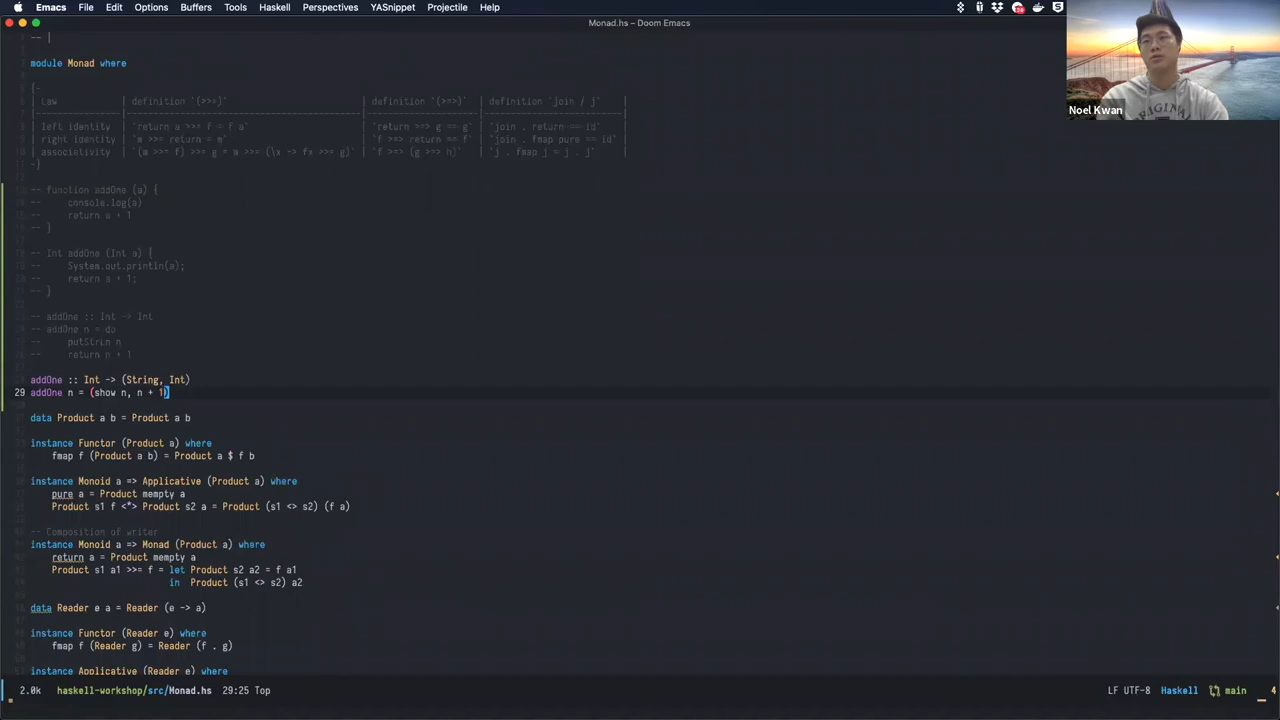 Emacs File Edit Options Buffers Tools Haskell Perspectives YASnippet Projectile Help
Monad.hs – Doom Emacs
Noel Kwan
-- |
module Monad where
{-
| Law | definition `(>>=)` | definition `(>=>)` | definition `join / j` |
| left identity | `return a >>= f = f a` | `return >=> g == g` | `join . return == id` |
| right identity | `m >>= return = m` | `f >=> return == f` | `join . fmap pure == id` |
| associativity | `(m >>= f) >>= g = m >>= (\x -> fx >>= g)` | `f >=> (g >=> h)` | `j . fmap j = j . j` |
-}
-- function addOne (a) {
-- console.log(a)
-- return a + 1
-- }
-- Int addOne (Int a) {
-- System.out.println(a);
-- return a + 1;
-- }
-- addOne :: Int -> Int
-- addOne n = do
-- putStrLn n
-- return n + 1
addOne :: Int -> (String, Int)
29 addOne n = (show n, n + 1)
data Product a b = Product a b
instance Functor (Product a) where
fmap f (Product a b) = Product a $ f b
instance Monoid a => Applicative (Product a) where
pure a = Product mempty a
Product s1 f <*> Product s2 a = Product (s1 <> s2) (f a)
-- Composition of writer
instance Monoid a => Monad (Product a) where
return a = Product mempty a
Product s1 a1 >>= f = let Product s2 a2 = f a1
in Product (s1 <> s2) a2
data Reader e a = Reader (e -> a)
instance Functor (Reader e) where
fmap f (Reader g) = Reader (f . g)
instance Applicative (Reader e) where
2.0k haskell-workshop/src/Monad.hs 29:25 Top LF UTF-8 Haskell main